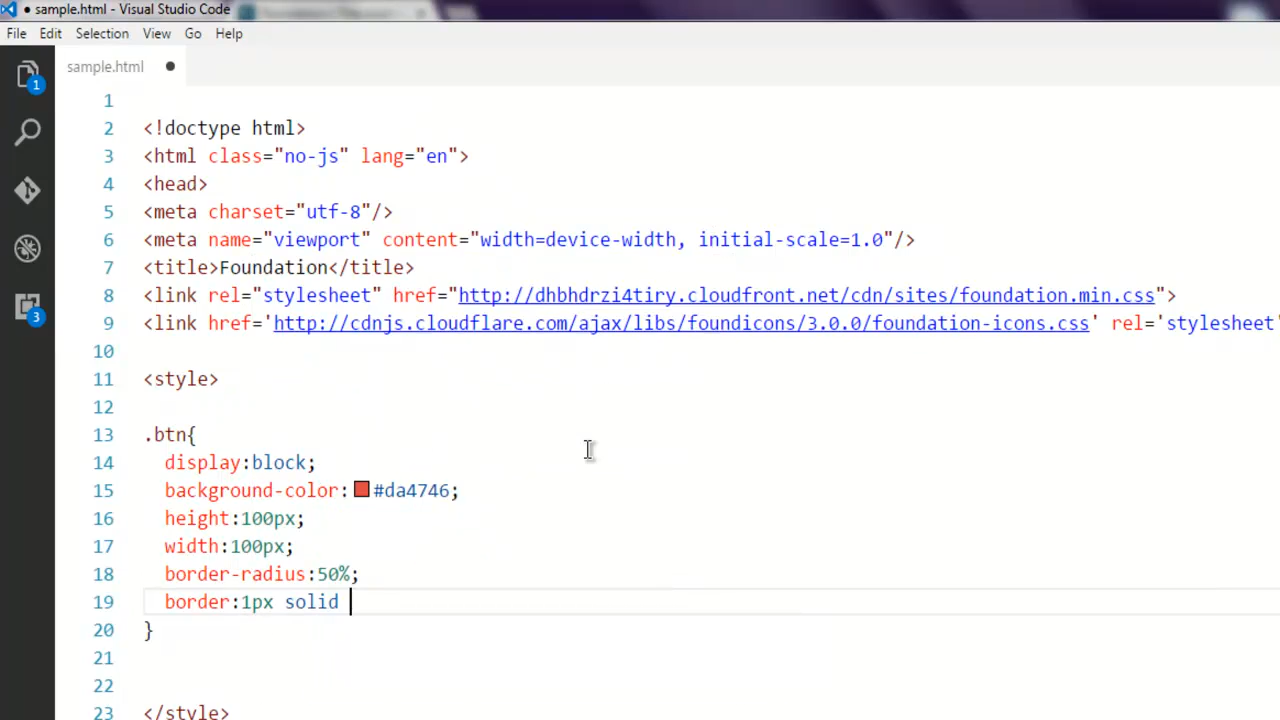 ● sample.html - Visual Studio Code
File Edit Selection View Go Help
sample.html ●
1
1
2 <!doctype html>
3 <html class="no-js" lang="en">
4 <head>
5 <meta charset="utf-8"/>
6 <meta name="viewport" content="width=device-width, initial-scale=1.0"/>
7 <title>Foundation</title>
8 <link rel="stylesheet" href="http://dhbhdrzi4tiry.cloudfront.net/cdn/sites/foundation.min.css">
9 <link href='http://cdnjs.cloudflare.com/ajax/libs/foundicons/3.0.0/foundation-icons.css' rel='stylesheet'
10
11 <style>
12
13 .btn{
14 display:block;
15 background-color:#da4746;
16 height:100px;
17 width:100px;
18 border-radius:50%;
19 border:1px solid
20 }
21
22
23 </style>
3